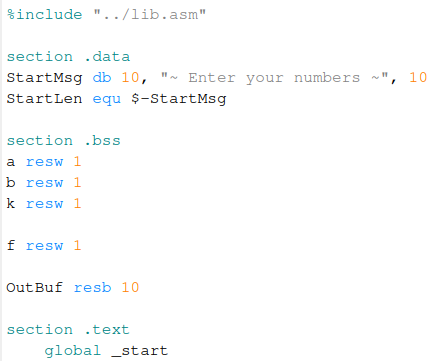 %include "../lib.asm"
section .data
StartMsg db 10, "~ Enter your numbers ~", 10
StartLen equ $-StartMsg
section .bss
a resw 1
b resw 1
k resw 1
f resw 1
OutBuf resb 10
section .text
global _start